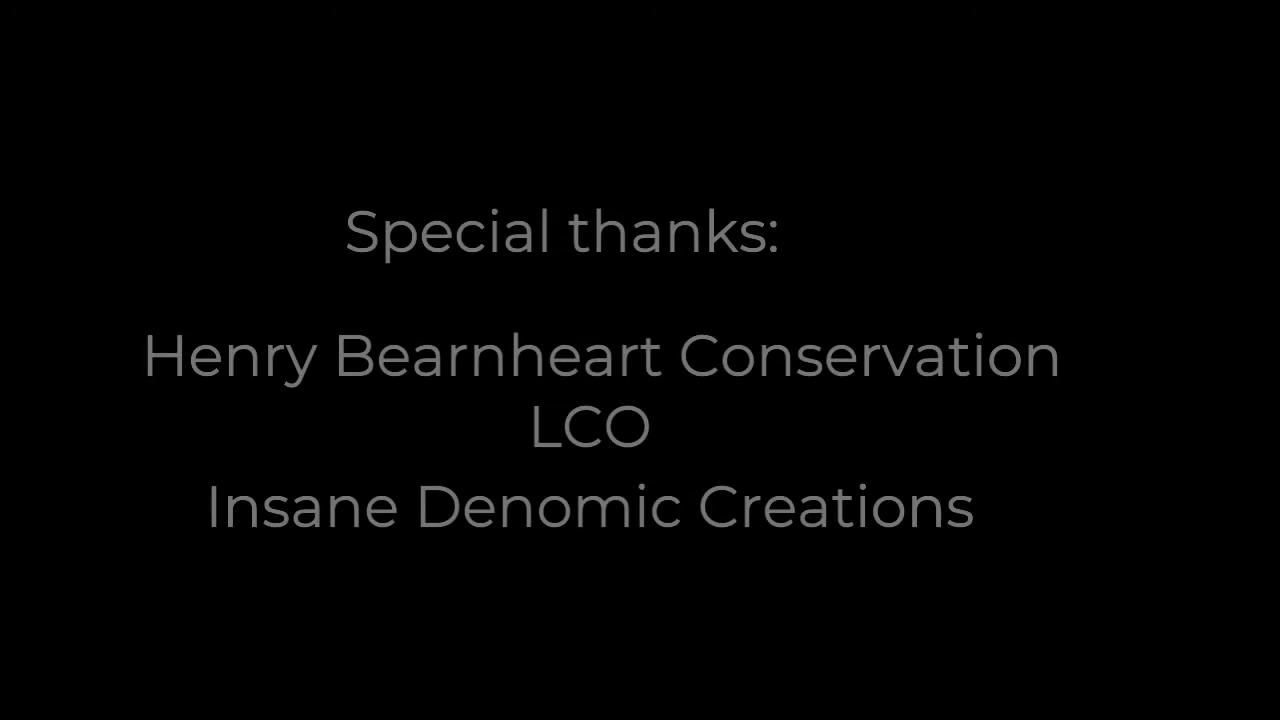 Special thanks:
Henry Bearnheart Conservation
LCO
Insane Denomic Creations